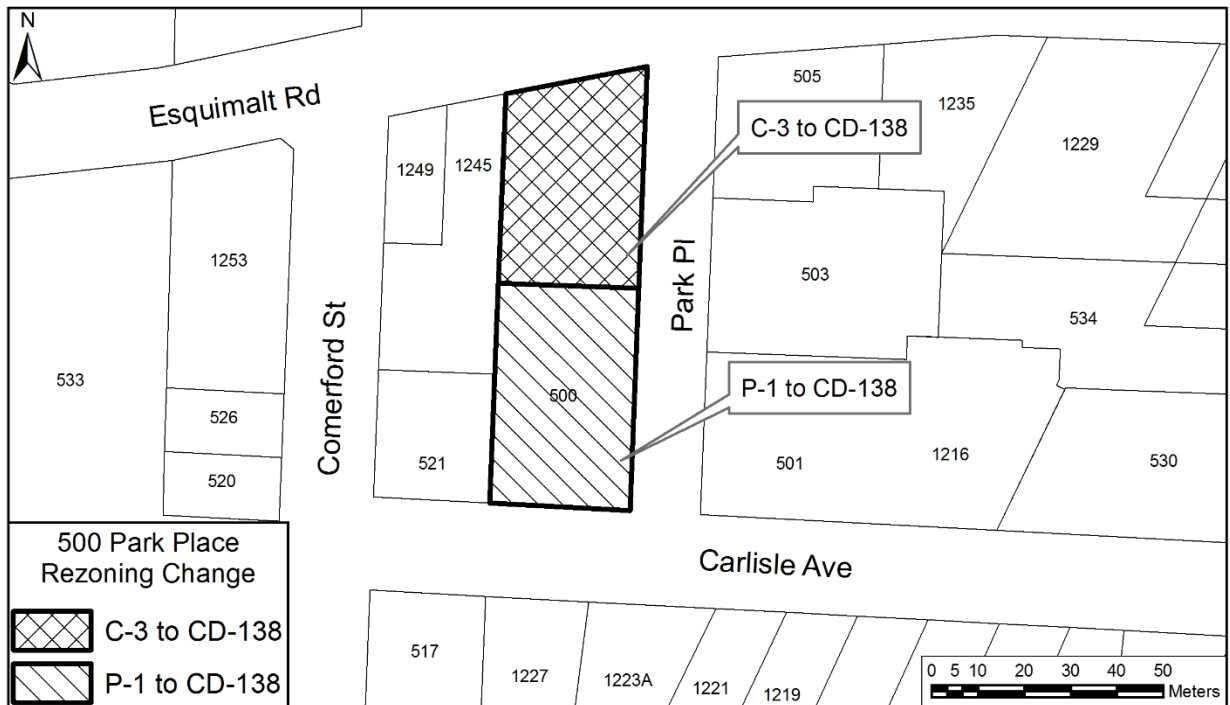 N
Esquimalt Rd
505
1235
C-3 to CD-138
1249
1245
1229
1253
Park Pl
503
534
Comerford St
533
526
500
P-1 to CD-138
520
521
501
1216
530
Carlisle Ave
500 Park Place
Rezoning Change
C-3 to CD-138
P-1 to CD-138
517
1227
1223A
1221
1219
0 5 10 20 30 40 50
Meters